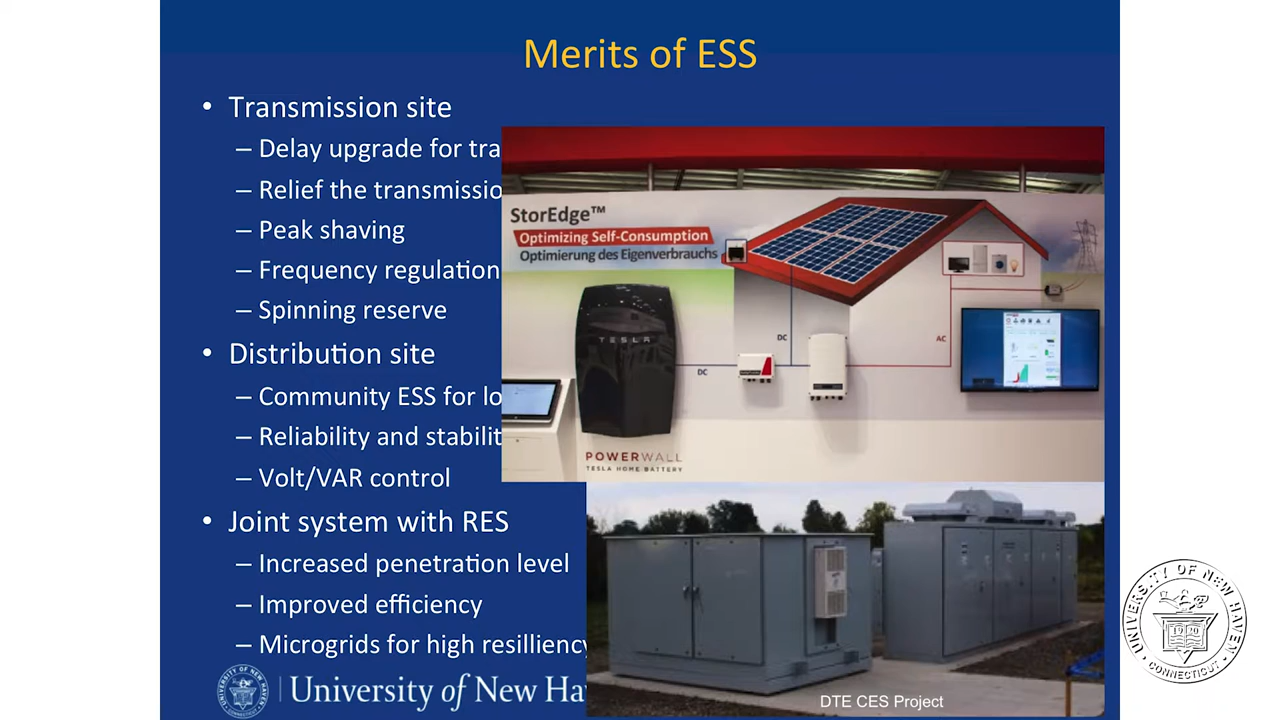 Merits of ESS
• Transmission site
– Delay upgrade for tra
– Relief the transmissio
– Peak shaving
– Frequency regulation
– Spinning reserve
• Distribution site
– Community ESS for lo
– Reliability and stabilit
– Volt/VAR control
• Joint system with RES
– Increased penetration level
– Improved efficiency
– Microgrids for high resilliency
University of New Ha
StorEdge™
Optimizing Self-Consumption
Optimierung des Eigenverbrauchs
TESLA
DC
DC
AC
POWERWALL
TESLA HOME BATTERY
DTE CES Project
UNIVERSITY OF NEW HAVEN
1920
CONNECTICUT